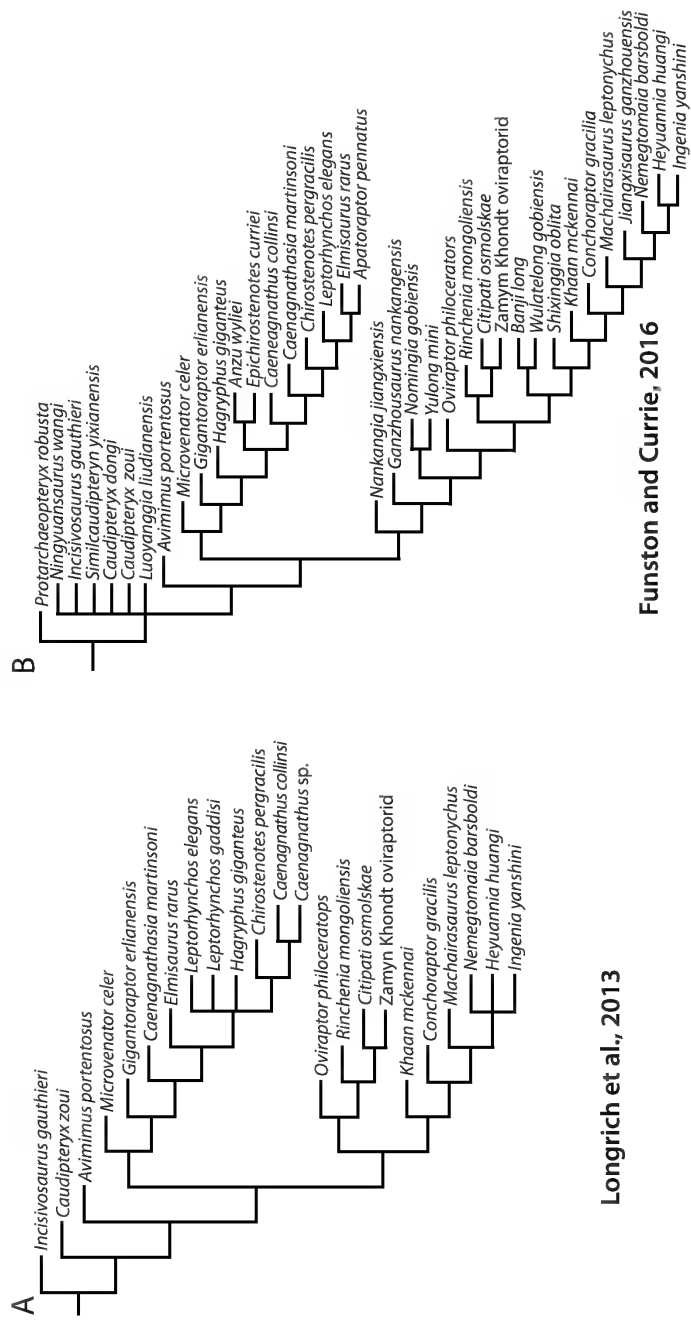 A
Incisivosaurus gauthieri
Caudipteryx zoui
Avimimus portentosus
Microvenator celer
Gigantoraptor erlianensis
Caenagnathasia martinsoni
Elmisaurus rarus
Leptorhynchos elegans
Leptorhynchos gaddisi
Hagryphus giganteus
Chirostenotes pergracilis
Caenagnathus collinsi
Caenagnathus sp.
Oviraptor philoceratops
Rinchenia mongoliensis
Citipati osmolskae
Zamyn Khondt oviraptorid
Khaan mckennai
Conchoraptor gracilis
Machairasaurus leptonychus
Nemegtomaia barsboldi
Heyuannia huangi
Ingenia yanshini
Longrich et al., 2013
B
Protarchaeopteryx robusta
Ningyuansaurus wangi
Incisivosaurus gauthieri
Similcaudipteryn yixianensis
Caudipteryx dongi
Caudipteryx zoui
Luoyanggia liudianensis
Avimimus portentosus
Microvenator celer
Gigantoraptor erlianensis
Hagryphus giganteus
Anzu wyliei
Epichirostenotes curriei
Caeneagnathus collinsi
Caenagnathasia martinsoni
Chirostenotes pergracilis
Leptorhynchos elegans
Elmisaurus rarus
Apatoraptor pennatus
Nankangia jiangxiensis
Ganzhousaurus nankangensis
Nomingia gobiensis
Yulong mini
Oviraptor philocerators
Rinchenia mongoliensis
Citipati osmolskae
Zamym Khondt oviraptorid
Banji long
Wulatelong gobiensis
Shixinggia oblita
Khaan mckennai
Conchoraptor gracilia
Machairasaurus leptonychus
Jiangxisaurus ganzhouensis
Nemegtomaia barsboldi
Heyuannia huangi
Ingenia yanshini
Funston and Currie, 2016